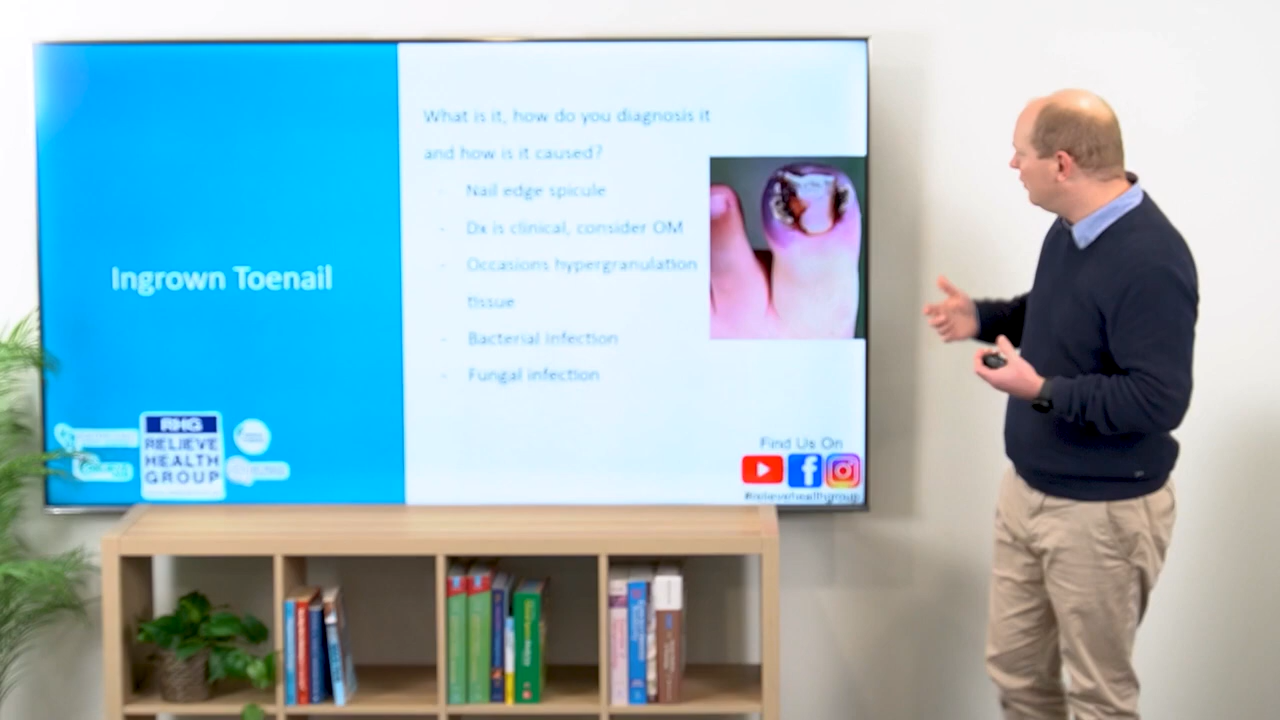 Ingrown Toenail
What is it, how do you diagnosis it
and how is it caused?
- Nail edge spicule
- Dx is clinical, consider OM
- Occasions hypergranulation
tissue
- Bacterial Infection
- Fungal infection
RHG
RELIEVE
HEALTH
GROUP
Find Us On
#relievehealthgroup